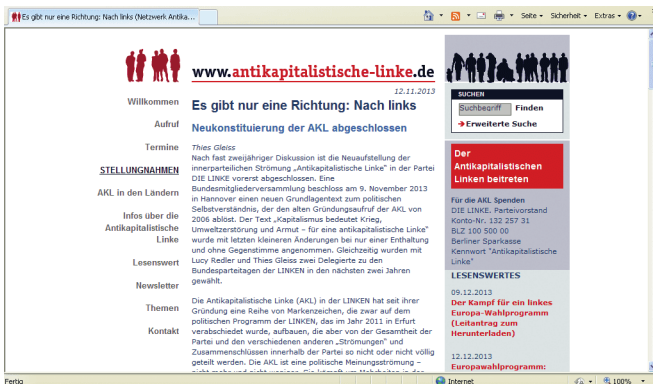 Es gibt nur eine Richtung: Nach links (Netzwerk Antika...
Seite
Sicherheit
Extras
www.antikapitalistische-linke.de
12.11.2013
Willkommen
Aufruf
Termine
STELLUNGNAHMEN
AKL in den Ländern
Infos über die
Antikapitalistische
Linke
Lesenswert
Newsletter
Themen
Kontakt
Es gibt nur eine Richtung: Nach links
Neukonstituierung der AKL abgeschlossen
Thies Gleiss
Nach fast zweijähriger Diskussion ist die Neuaufstellung der
innerparteilichen Strömung „Antikapitalistische Linke" in der Partei
DIE LINKE vorerst abgeschlossen. Eine
Bundesmitgliederversammlung beschloss am 9. November 2013
in Hannover einen neuen Grundlagentext zum politischen
Selbstverständnis, der den alten Gründungsaufruf der AKL von
2006 ablöst. Der Text „Kapitalismus bedeutet Krieg,
Umweltzerstörung und Armut – für eine antikapitalistische Linke"
wurde mit letzten kleineren Änderungen bei nur einer Enthaltung
und ohne Gegenstimme angenommen. Gleichzeitig wurden mit
Lucy Redler und Thies Gleiss zwei Delegierte zu den
Bundesparteitagen der LINKEN in den nächsten zwei Jahren
gewählt.
Die Antikapitalistische Linke (AKL) in der LINKEN hat seit ihrer
Gründung eine Reihe von Markenzeichen, die zwar auf dem
politischen Programm der LINKEN, das im Jahr 2011 in Erfurt
verabschiedet wurde, aufbauen, die aber von der Gesamtheit der
Partei und den verschiedenen anderen „Strömungen" und
Zusammenschlüssen innerhalb der Partei so nicht oder nicht völlig
geteilt werden. Die AKL ist eine politische Meinungsströmung –
SUCHEN
Suchbegriff Finden
Erweiterte Suche
Der
Antikapitalistischen
Linken beitreten
Für die AKL Spenden
DIE LINKE. Parteivorstand
Konto-Nr. 132 257 31
BLZ 100 500 00
Berliner Sparkasse
Kennwort "Antikapitalistische
Linke"
LESENSWERTES
09.12.2013
Der Kampf für ein linkes
Europa-Wahlprogramm
(Leitantrag zum
Herunterladen)
12.12.2013
Europawahlprogramm:
Fertig
Internet
100%